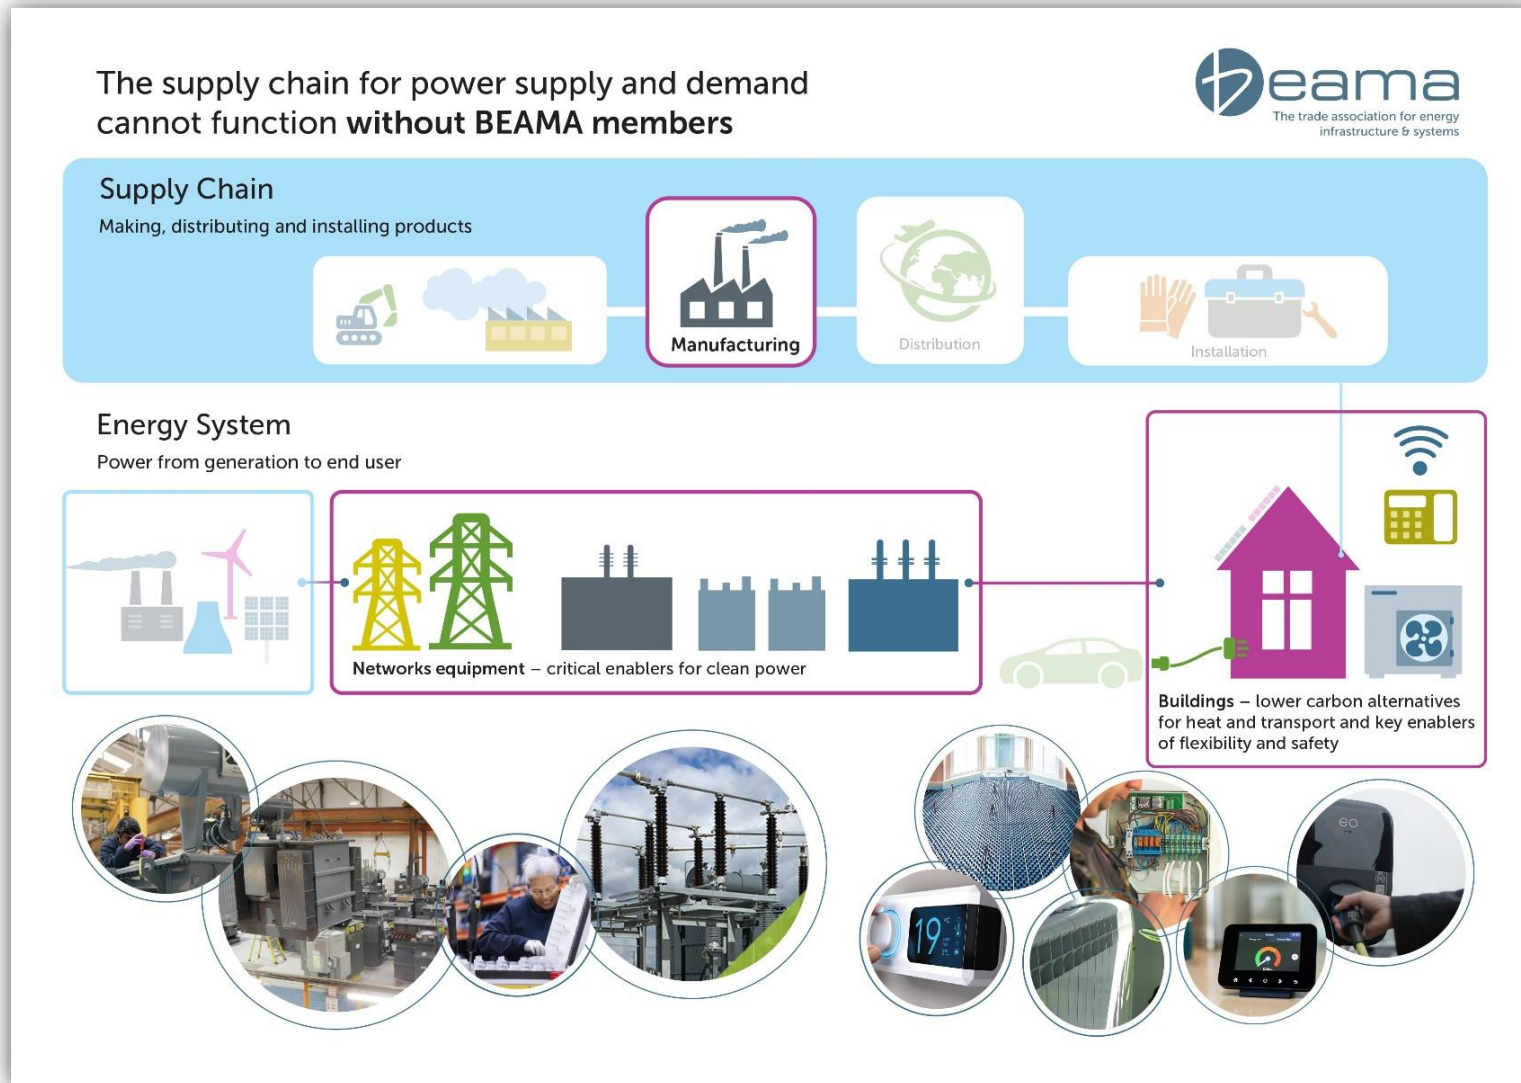 The supply chain for power supply and demand
cannot function without BEAMA members
beama
The trade association for energy
infrastructure & systems
Supply Chain
Making, distributing and installing products
Manufacturing
Distribution
Installation
Energy System
Power from generation to end user
Networks equipment – critical enablers for clean power
Buildings – lower carbon alternatives
for heat and transport and key enablers
of flexibility and safety
eo
19